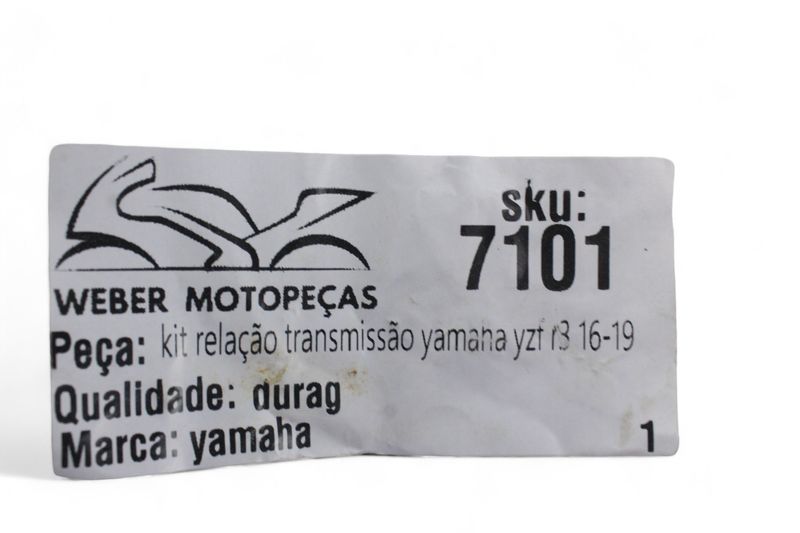 sku:
7101
WEBER MOTOPEÇAS
Peça: kit relação transmissão yamaha yzf r3 16-19
Qualidade: durag
Marca: yamaha
1